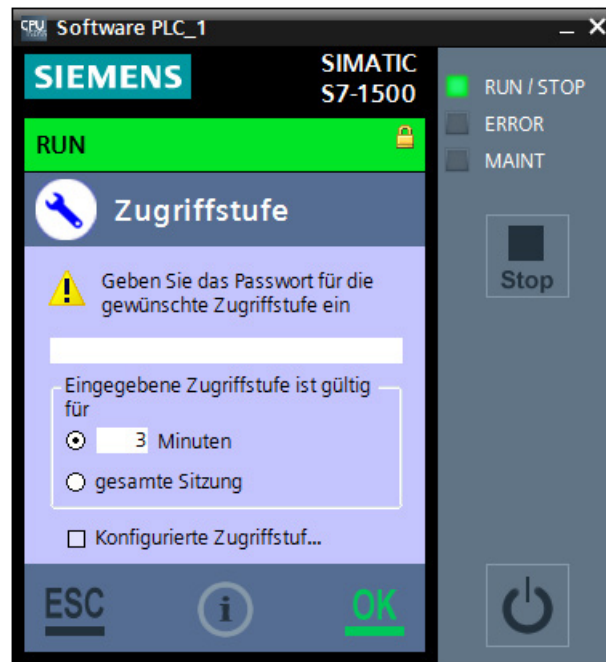 CPU
Software PLC_1
SIEMENS
SIMATIC
S7-1500
RUN
Zugriffstufe
Geben Sie das Passwort für die
gewünschte Zugriffstufe ein
Eingegebene Zugriffstufe ist gültig
für
3 Minuten
gesamte Sitzung
Konfigurierte Zugriffstuf...
ESC
i
OK
RUN / STOP
ERROR
MAINT
Stop